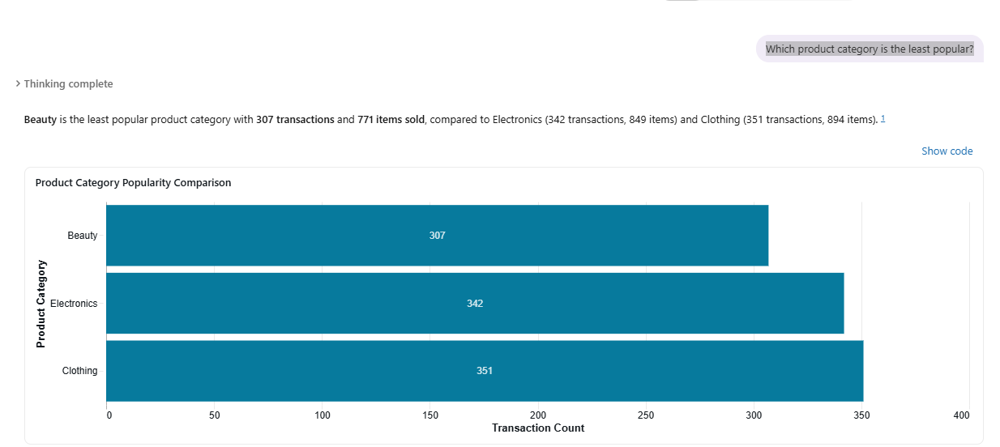 Which product category is the least popular?
Thinking complete
Beauty is the least popular product category with 307 transactions and 771 items sold, compared to Electronics (342 transactions, 849 items) and Clothing (351 transactions, 894 items). 1
Show code
Product Category Popularity Comparison
Product Category
Beauty
307
Electronics
342
Clothing
351
0 50 100 150 200 250 300 350 400
Transaction Count